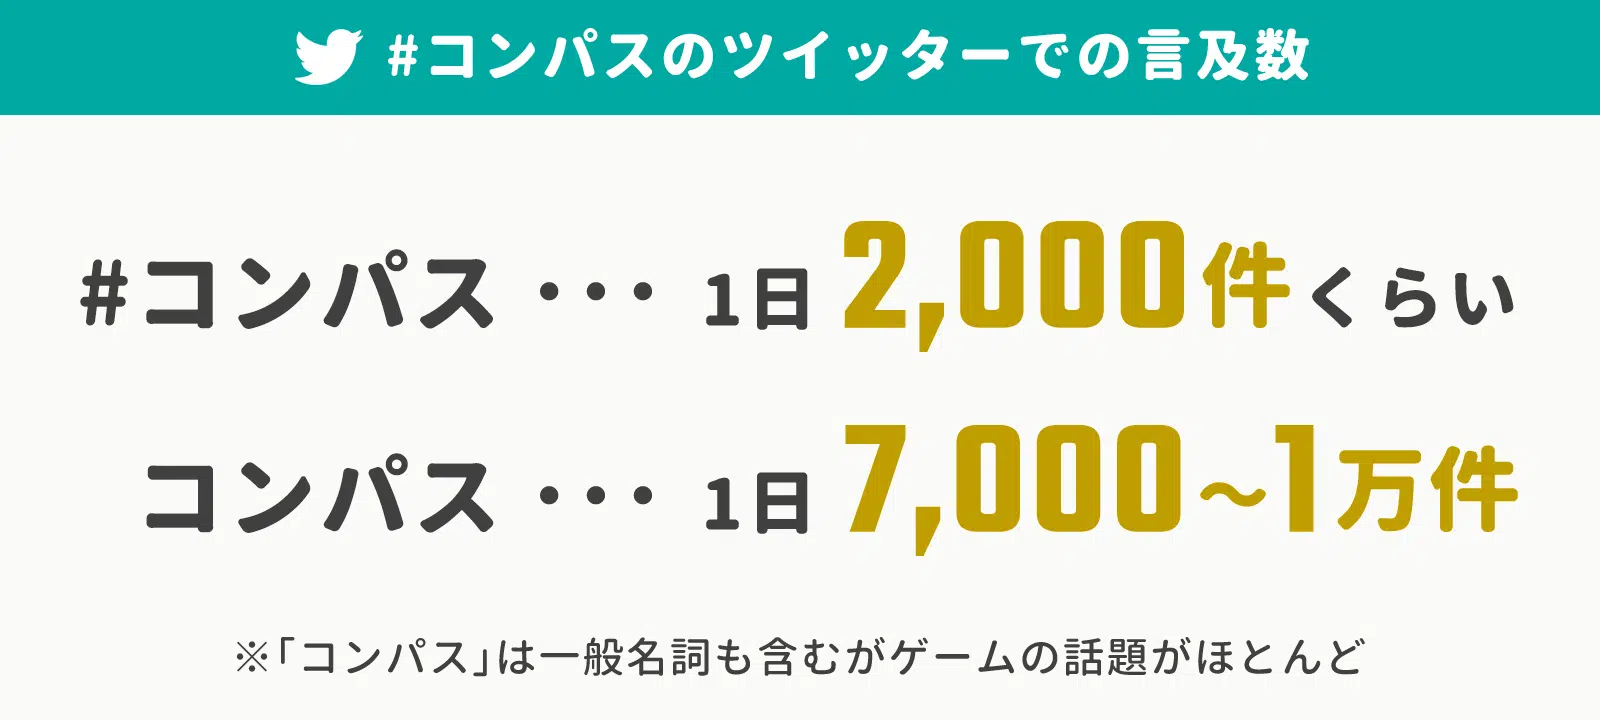 #コンパスのツイッターでの言及数
#コンパス ・・・ 1日 2,000件くらい
コンパス ・・・ 1日 7,000〜1万件
※「コンパス」は一般名詞も含むがゲームの話題がほとんど